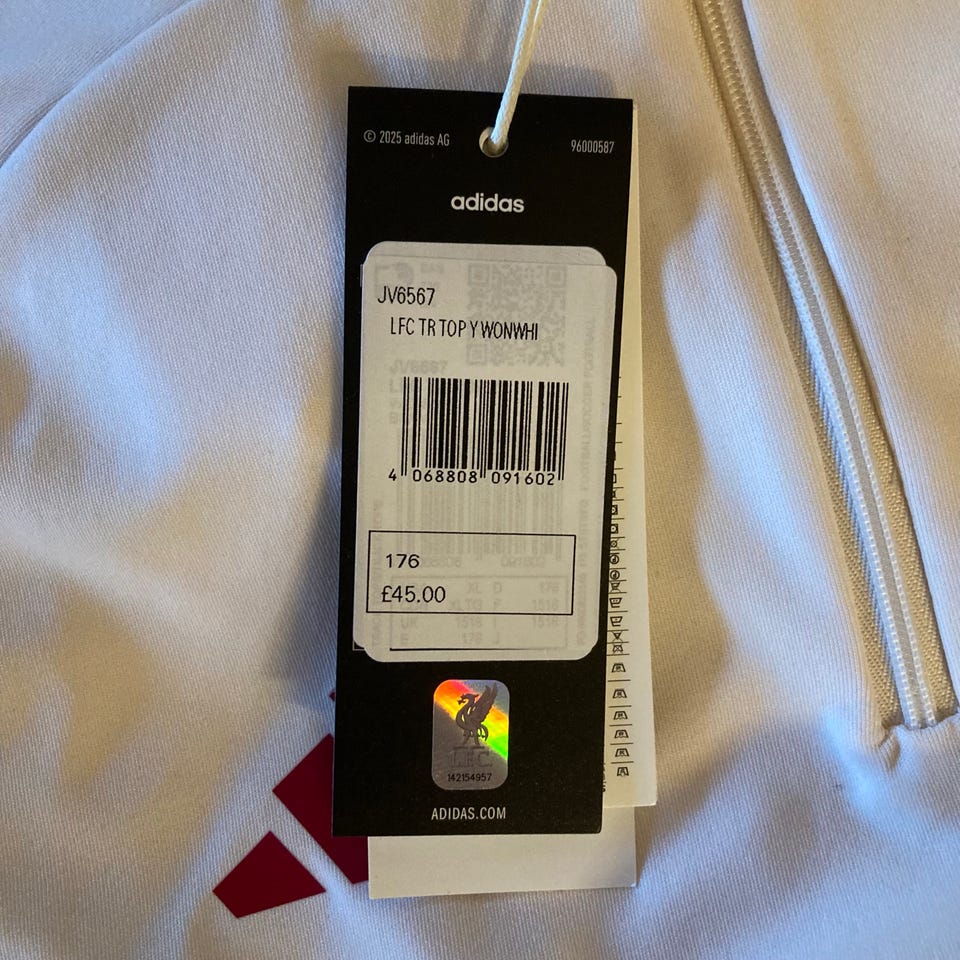 © 2025 adidas AG
96000587
adidas
JV6567
LFC TR TOP Y WONWHI
4 068808 091602
176
£45.00
LFC
142154957
ADIDAS.COM